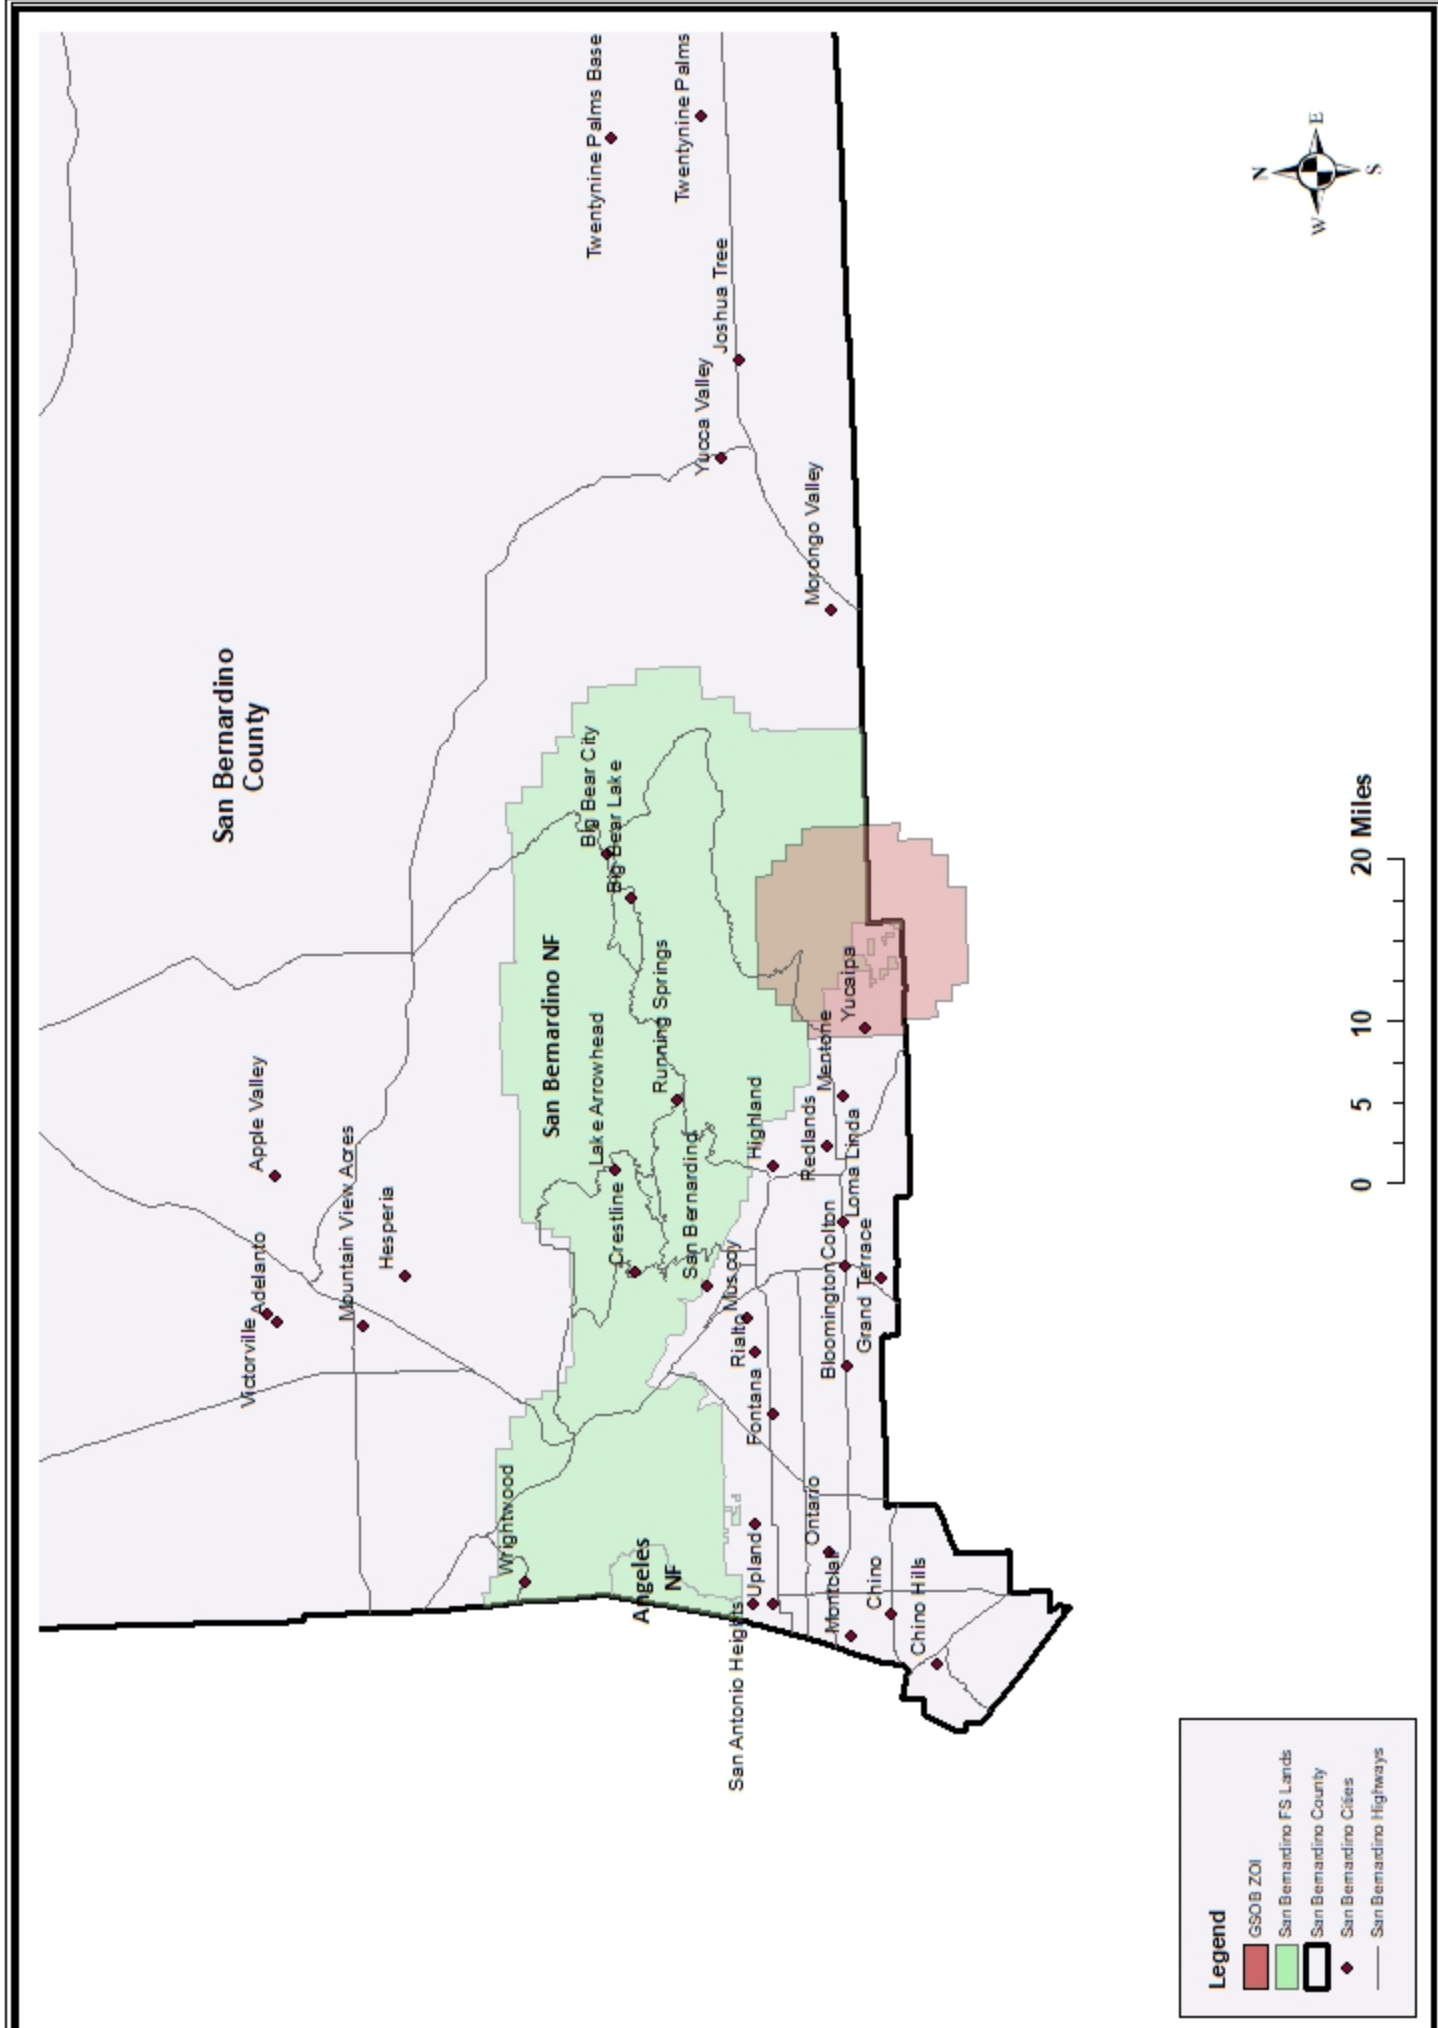 San Bernardino
County
Victorville
Adelanto
Apple Valley
Mountain View Acres
Hesperia
Wrightwood
San Bernardino NF
Lake Arrowhead
Crestline
Big Bear City
Big Bear Lake
Running Springs
Angeles
NF
San Bernardino
Muscoy
Rialto
Fontana
Highland
San Antonio Heights
Upland
Ontario
Montclair
Chino
Chino Hills
Bloomington
Colton
Grand Terrace
Loma Linda
Redlands
Mentone
Yucaipa
Morongo Valley
Yucca Valley
Joshua Tree
Twentynine Palms
Twentynine Palms Base
N
W
E
S
0
5
10
20 Miles
Legend
GSOB ZOI
San Bernardino FS Lands
San Bernardino County
San Bernardino Cities
San Bernardino Highways